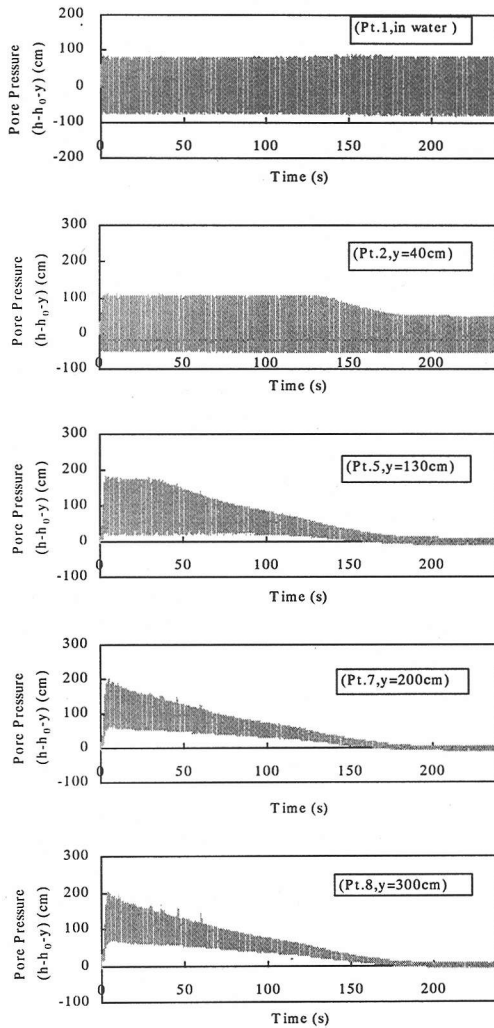 200
(Pt.1,in water )
100
0
-100
-200
0 50 100 150 200
Pore Pressure
(h-h0-y) (cm)
Time (s)
300
(Pt.2,y=40cm)
200
100
0
-100
0 50 100 150 200
Pore Pressure
(h-h0-y) (cm)
Time (s)
300
(Pt.5,y=130cm)
200
100
0
-100
0 50 100 150 200
Pore Pressure
(h-h0-y) (cm)
Time (s)
300
(Pt.7,y=200cm)
200
100
0
-100
0 50 100 150 200
Pore Pressure
(h-h0-y) (cm)
Time (s)
300
(Pt.8,y=300cm)
200
100
0
-100
0 50 100 150 200
Pore Pressure
(h-h0-y) (cm)
Time (s)